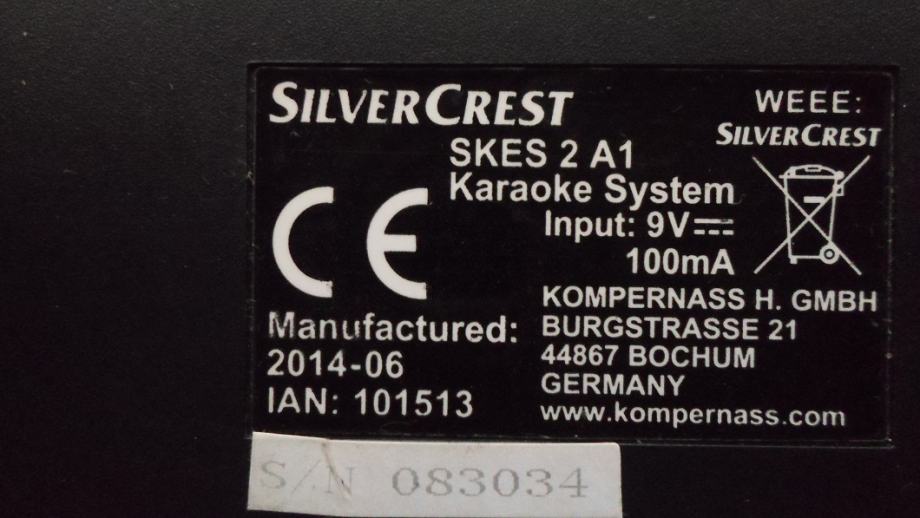 SILVERCREST
WEEE:
SILVERCREST
SKES 2 A1
Karaoke System
Input: 9V
100mA
CE
KOMPERNASS H. GMBH
BURGSTRASSE 21
44867 BOCHUM
GERMANY
www.kompernass.com
Manufactured:
2014-06
IAN: 101513
S/N 083034